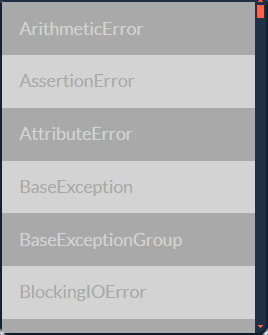 ArithmeticError
AssertionError
AttributeError
BaseException
BaseExceptionGroup
BlockingIOError